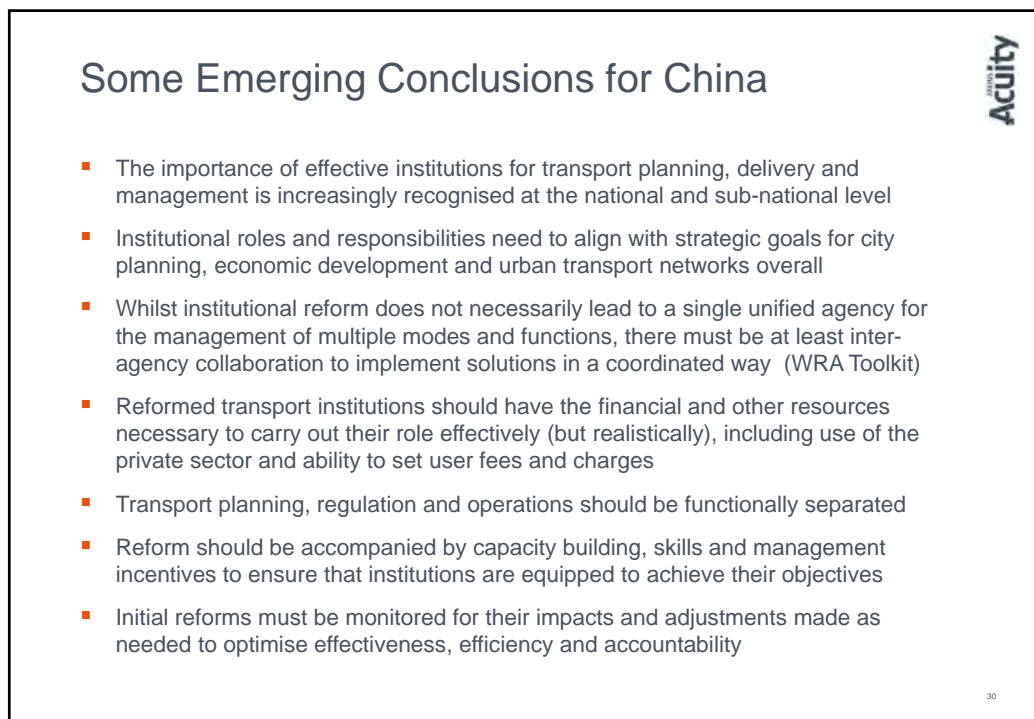 Some Emerging Conclusions for China
ATKINS
Acuity
▪ The importance of effective institutions for transport planning, delivery and
management is increasingly recognised at the national and sub-national level
▪ Institutional roles and responsibilities need to align with strategic goals for city
planning, economic development and urban transport networks overall
▪ Whilst institutional reform does not necessarily lead to a single unified agency for
the management of multiple modes and functions, there must be at least inter-
agency collaboration to implement solutions in a coordinated way (WRA Toolkit)
▪ Reformed transport institutions should have the financial and other resources
necessary to carry out their role effectively (but realistically), including use of the
private sector and ability to set user fees and charges
▪ Transport planning, regulation and operations should be functionally separated
▪ Reform should be accompanied by capacity building, skills and management
incentives to ensure that institutions are equipped to achieve their objectives
▪ Initial reforms must be monitored for their impacts and adjustments made as
needed to optimise effectiveness, efficiency and accountability
30